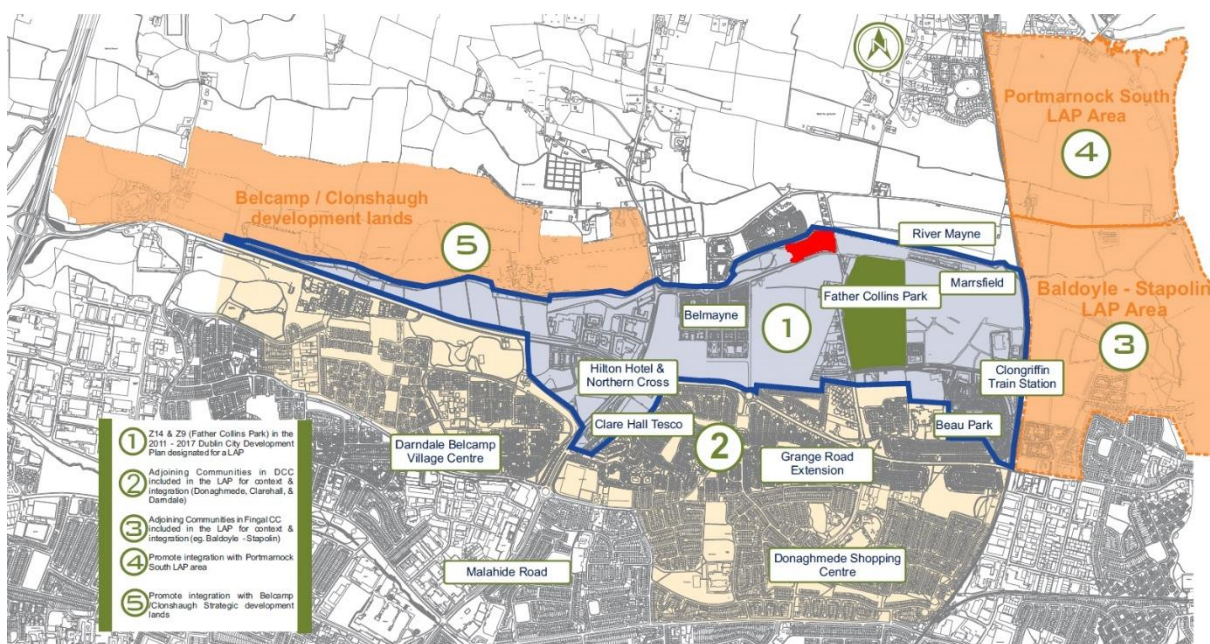 N
Portmarnock South
LAP Area
4
Belcamp / Clonshaugh
development lands
5
River Mayne
Father Collins Park
Marrsfield
Baldoyle - Stapolin
LAP Area
3
Belmayne
1
Hilton Hotel &
Northern Cross
Clongriffin
Train Station
Clare Hall Tesco
2
Beau Park
Darndale Belcamp
Village Centre
Grange Road
Extension
Malahide Road
Donaghmede Shopping
Centre
1 Z14 & Z9 (Father Collins Park) in the
2011 - 2017 Dublin City Development
Plan designated for a LAP
2 Adjoining Communities in DCC
included in the LAP for context &
integration (Donaghmede, Clarehall, &
Darndale)
3 Adjoining Communities in Fingal CC
included in the LAP for context &
integration (eg. Baldoyle - Stapolin)
4 Promote integration with Portmarnock
South LAP area
5 Promote integration with Belcamp
/Clonshaugh Strategic development
lands